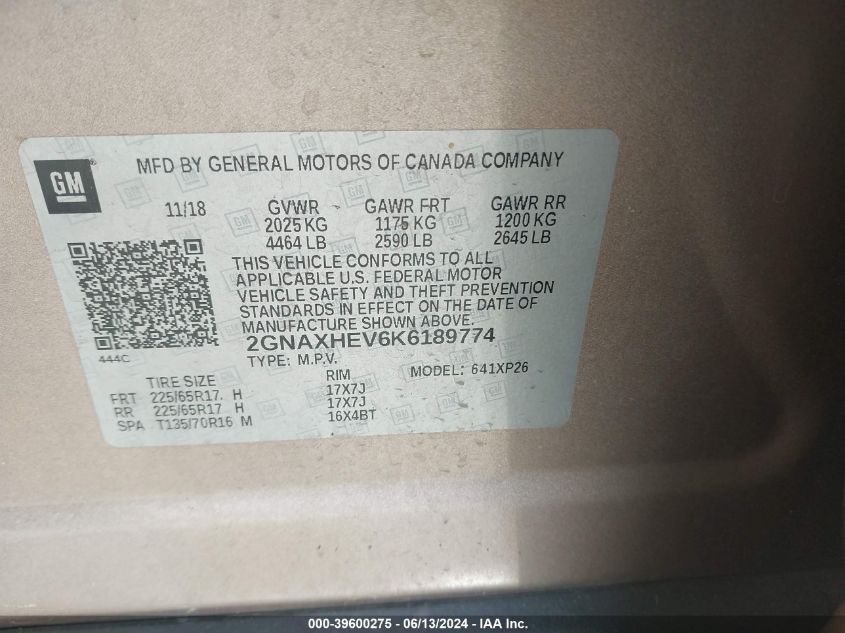 GM
MFD BY GENERAL MOTORS OF CANADA COMPANY
11/18 GVWR GAWR FRT GAWR RR
2025 KG 1175 KG 1200 KG
4464 LB 2590 LB 2645 LB
THIS VEHICLE CONFORMS TO ALL
APPLICABLE U.S. FEDERAL MOTOR
VEHICLE SAFETY AND THEFT PREVENTION
STANDARDS IN EFFECT ON THE DATE OF
MANUFACTURE SHOWN ABOVE.
2GNAXHEV6K6189774
444C
TYPE: M.P.V. MODEL: 641XP26
TIRE SIZE RIM
FRT 225/65R17 H 17X7J
RR 225/65R17 H 17X7J
SPA T135/70R16 M 16X4BT
000-39600275 - 06/13/2024 - IAA Inc.